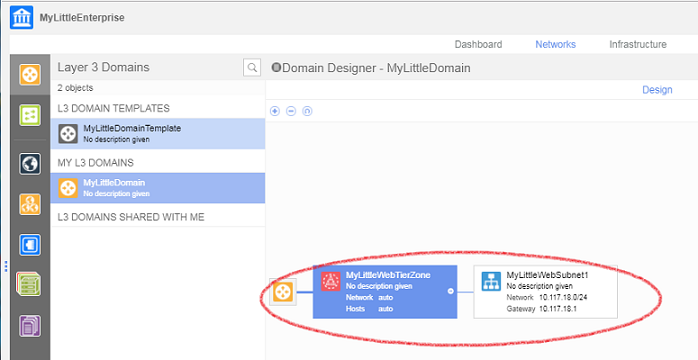 MyLittleEnterprise
Dashboard Networks Infrastructure
Layer 3 Domains
Domain Designer - MyLittleDomain
2 objects
Design
L3 DOMAIN TEMPLATES
MyLittleDomainTemplate
No description given
MY L3 DOMAINS
MyLittleDomain
No description given
L3 DOMAINS SHARED WITH ME
MyLittleWebTierZone
No description given
Network auto
Hosts auto
MyLittleWebSubnet1
No description given
Network 10.117.18.0/24
Gateway 10.117.18.1